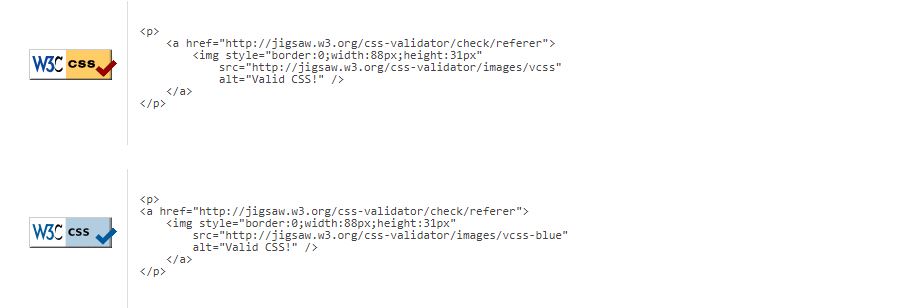 <p>
    <a href="http://jigsaw.w3.org/css-validator/check/referer">
        <img style="border:0;width:88px;height:31px"
            src="http://jigsaw.w3.org/css-validator/images/vcss"
            alt="Valid CSS!" />
    </a>
</p>
W3C css
<p>
<a href="http://jigsaw.w3.org/css-validator/check/referer">
    <img style="border:0;width:88px;height:31px"
        src="http://jigsaw.w3.org/css-validator/images/vcss-blue"
        alt="Valid CSS!" />
    </a>
</p>
W3C css